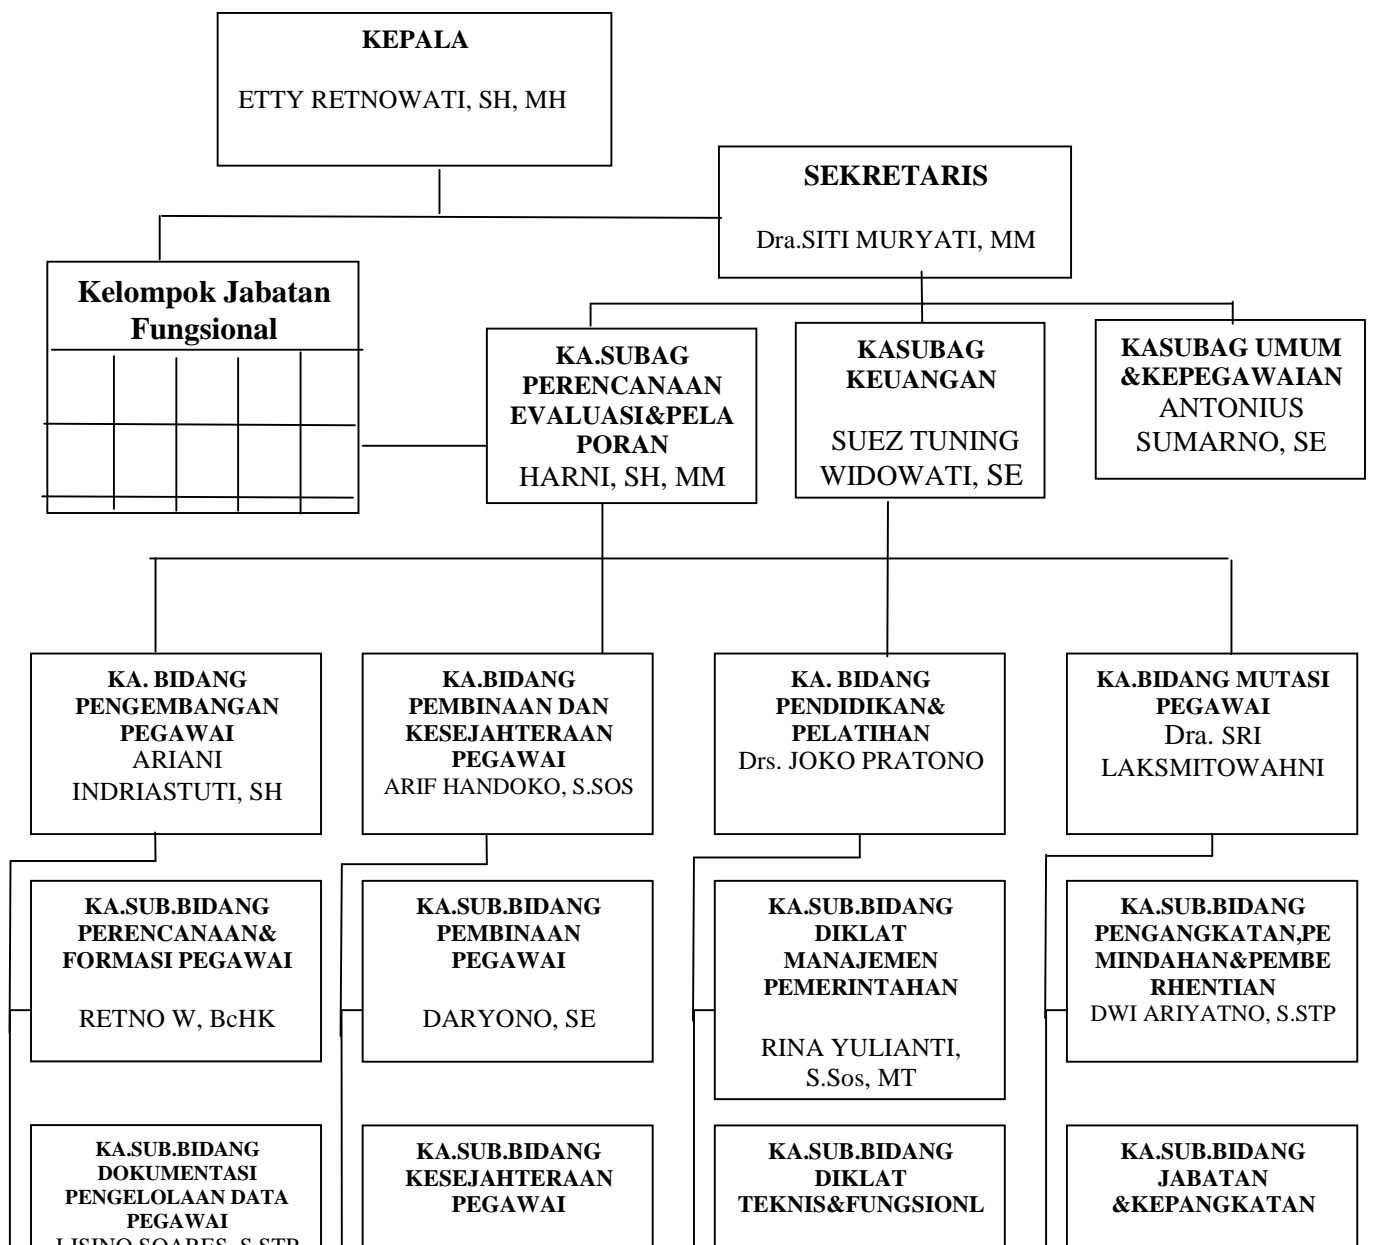 KEPALA
ETTY RETNOWATI, SH, MH
SEKRETARIS
Dra.SITI MURYATI, MM
Kelompok Jabatan
Fungsional
KA.SUBAG
PERENCANAAN
EVALUASI&PELA
PORAN
HARNI, SH, MM
KASUBAG
KEUANGAN
SUEZ TUNING
WIDOWATI, SE
KASUBAG UMUM
&KEPEGAWAIAN
ANTONIUS
SUMARNO, SE
KA. BIDANG
PENGEMBANGAN
PEGAWAI
ARIANI
INDRIASTUTI, SH
KA.BIDANG
PEMBINAAN DAN
KESEJAHTERAAN
PEGAWAI
ARIF HANDOKO, S.SOS
KA. BIDANG
PENDIDIKAN&
PELATIHAN
Drs. JOKO PRATONO
KA.BIDANG MUTASI
PEGAWAI
Dra. SRI
LAKSMITOWAHNI
KA.SUB.BIDANG
PERENCANAAN&
FORMASI PEGAWAI
RETNO W, BcHK
KA.SUB.BIDANG
PEMBINAAN
PEGAWAI
DARYONO, SE
KA.SUB.BIDANG
DIKLAT
MANAJEMEN
PEMERINTAHAN
RINA YULIANTI,
S.Sos, MT
KA.SUB.BIDANG
PENGANGKATAN,PE
MINDAHAN&PEMBE
RHENTIAN
DWI ARIYATNO, S.STP
KA.SUB.BIDANG
DOKUMENTASI
PENGELOLAAN DATA
PEGAWAI
SOARES, S.STP
KA.SUB.BIDANG
KESEJAHTERAAN
PEGAWAI
KA.SUB.BIDANG
DIKLAT
TEKNIS&FUNGSIONL
KA.SUB.BIDANG
JABATAN
&KEPANGKATAN